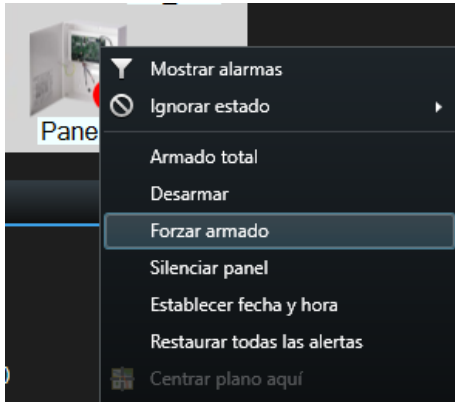 Mostrar alarmas
Ignorar estado
Pane
Armado total
Desarmar
Forzar armado
Silenciar panel
Establecer fecha y hora
Restaurar todas las alertas
)
Centrar plano aquí